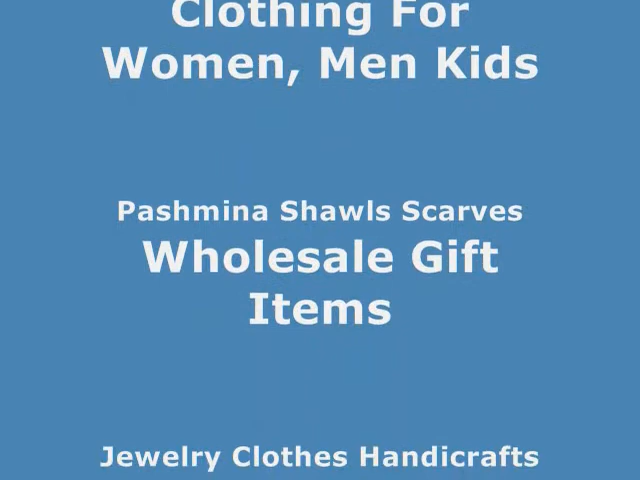 Clothing For
Women, Men Kids
Pashmina Shawls Scarves
Wholesale Gift
Items
Jewelry Clothes Handicrafts